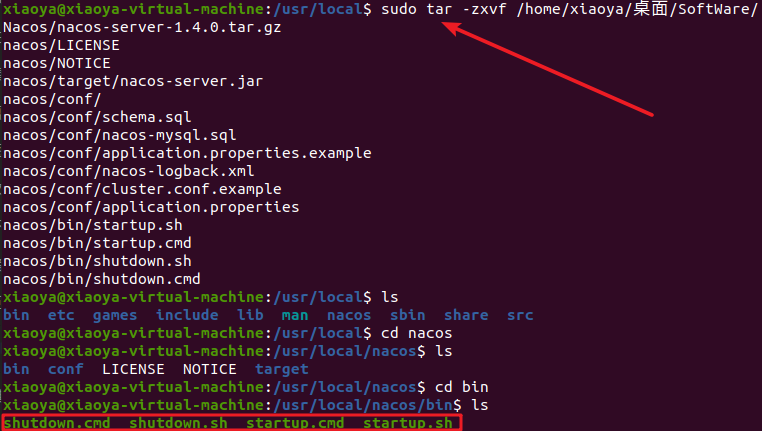 xiaoya@xiaoya-virtual-machine:/usr/local$ sudo tar -zxvf /home/xiaoya/桌面/SoftWare/
Nacos/nacos-server-1.4.0.tar.gz
nacos/LICENSE
nacos/NOTICE
nacos/target/nacos-server.jar
nacos/conf/
nacos/conf/schema.sql
nacos/conf/nacos-mysql.sql
nacos/conf/application.properties.example
nacos/conf/nacos-logback.xml
nacos/conf/cluster.conf.example
nacos/conf/application.properties
nacos/bin/startup.sh
nacos/bin/startup.cmd
nacos/bin/shutdown.sh
nacos/bin/shutdown.cmd
xiaoya@xiaoya-virtual-machine:/usr/local$ ls
bin etc games include lib man nacos sbin share src
xiaoya@xiaoya-virtual-machine:/usr/local$ cd nacos
xiaoya@xiaoya-virtual-machine:/usr/local/nacos$ ls
bin conf LICENSE NOTICE target
xiaoya@xiaoya-virtual-machine:/usr/local/nacos$ cd bin
xiaoya@xiaoya-virtual-machine:/usr/local/nacos/bin$ ls
shutdown.cmd shutdown.sh startup.cmd startup.sh